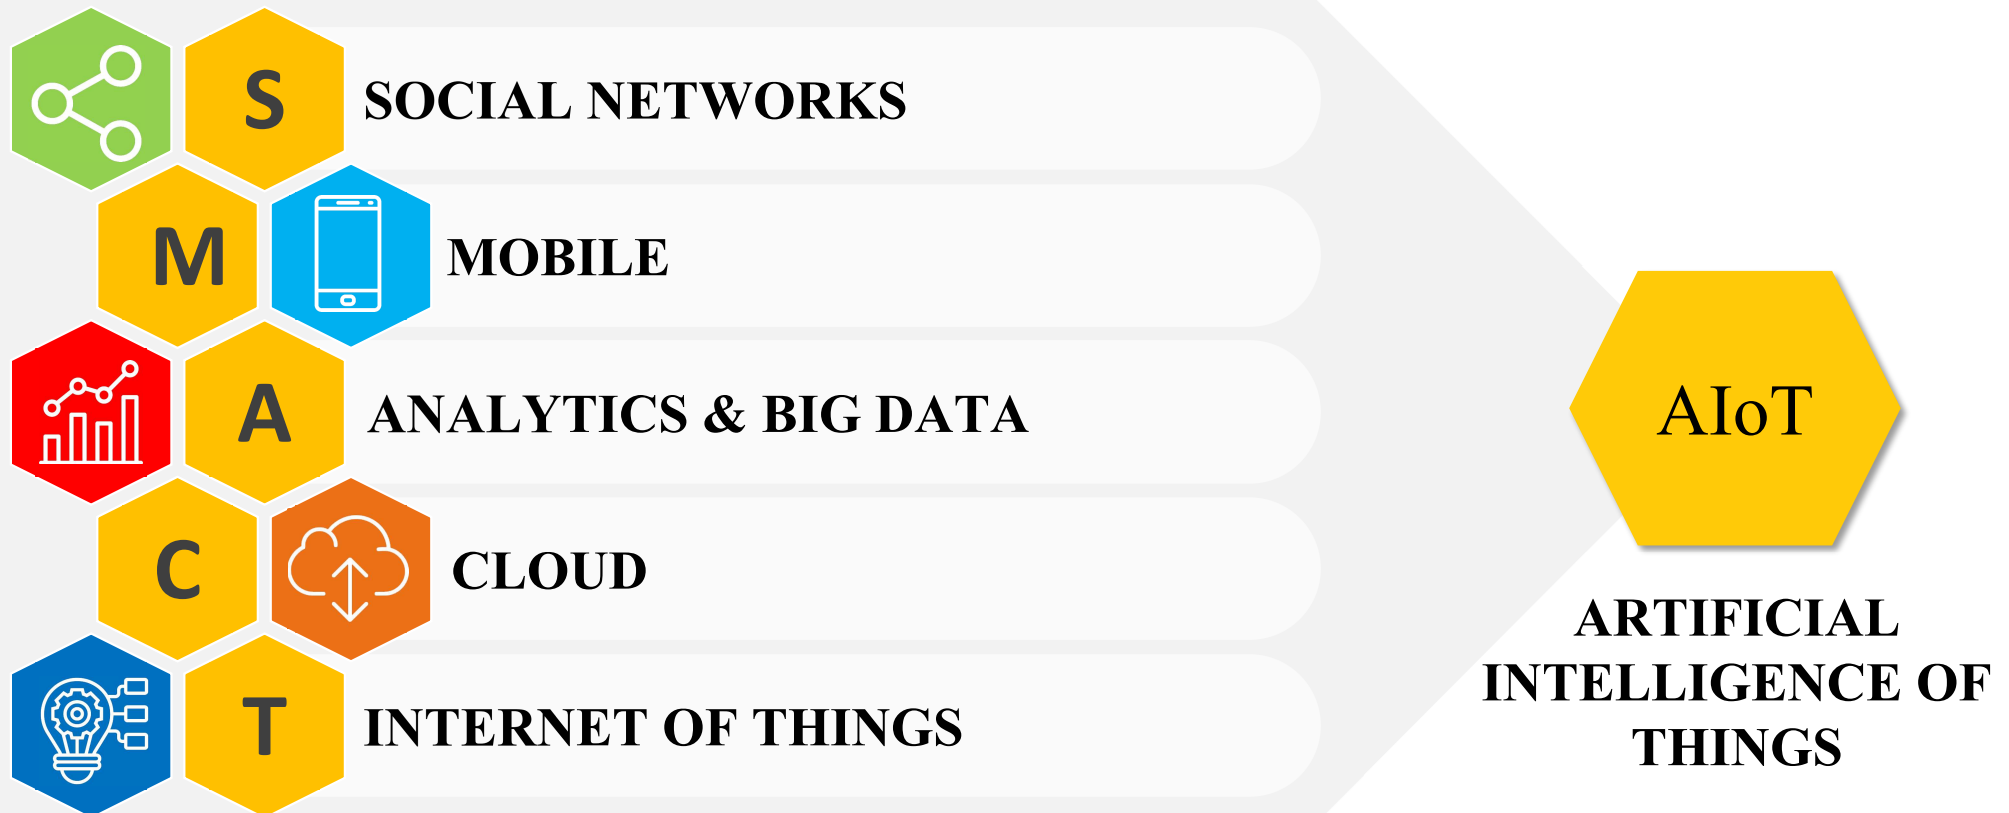 S
SOCIAL NETWORKS
M
MOBILE
A
ANALYTICS & BIG DATA
C
CLOUD
T
INTERNET OF THINGS
AIoT
ARTIFICIAL
INTELLIGENCE OF
THINGS